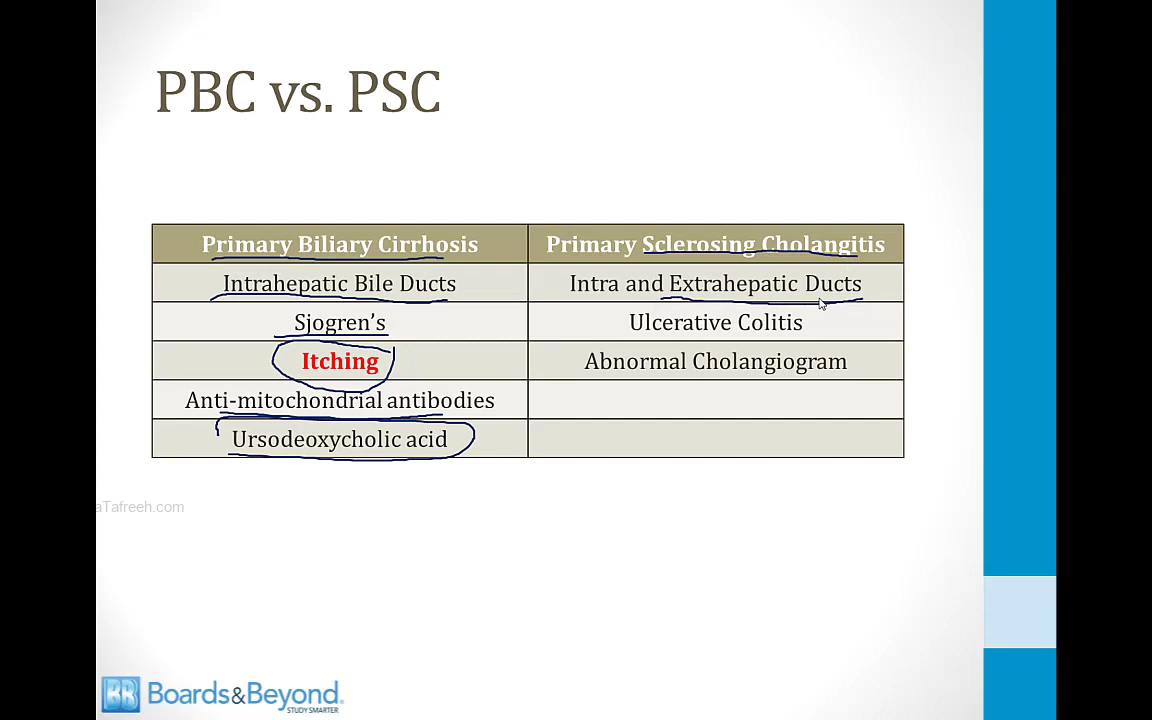 PBC vs. PSC
Primary Biliary Cirrhosis Primary Sclerosing Cholangitis
Intrahepatic Bile Ducts Intra and Extrahepatic Ducts
Sjogren’s Ulcerative Colitis
Itching Abnormal Cholangiogram
Anti-mitochondrial antibodies
Ursodeoxycholic acid
aTafreeh.com
BB Boards&Beyond.
STUDY SMARTER